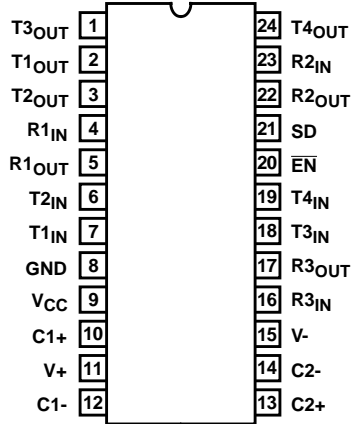 T3OUT 1 24 T4OUT
T1OUT 2 23 R2IN
T2OUT 3 22 R2OUT
R1IN 4 21 SD
R1OUT 5 20 E̅N̅
T2IN 6 19 T4IN
T1IN 7 18 T3IN
GND 8 17 R3OUT
VCC 9 16 R3IN
C1+ 10 15 V-
V+ 11 14 C2-
C1- 12 13 C2+